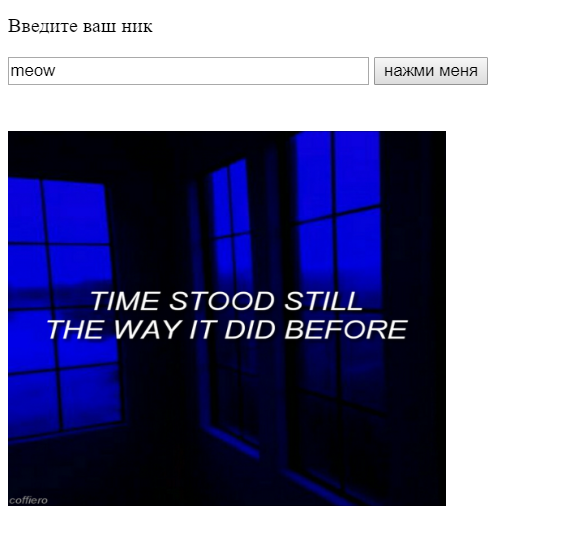 Введите ваш ник
meow
нажми меня
TIME STOOD STILL
THE WAY IT DID BEFORE
coffiero